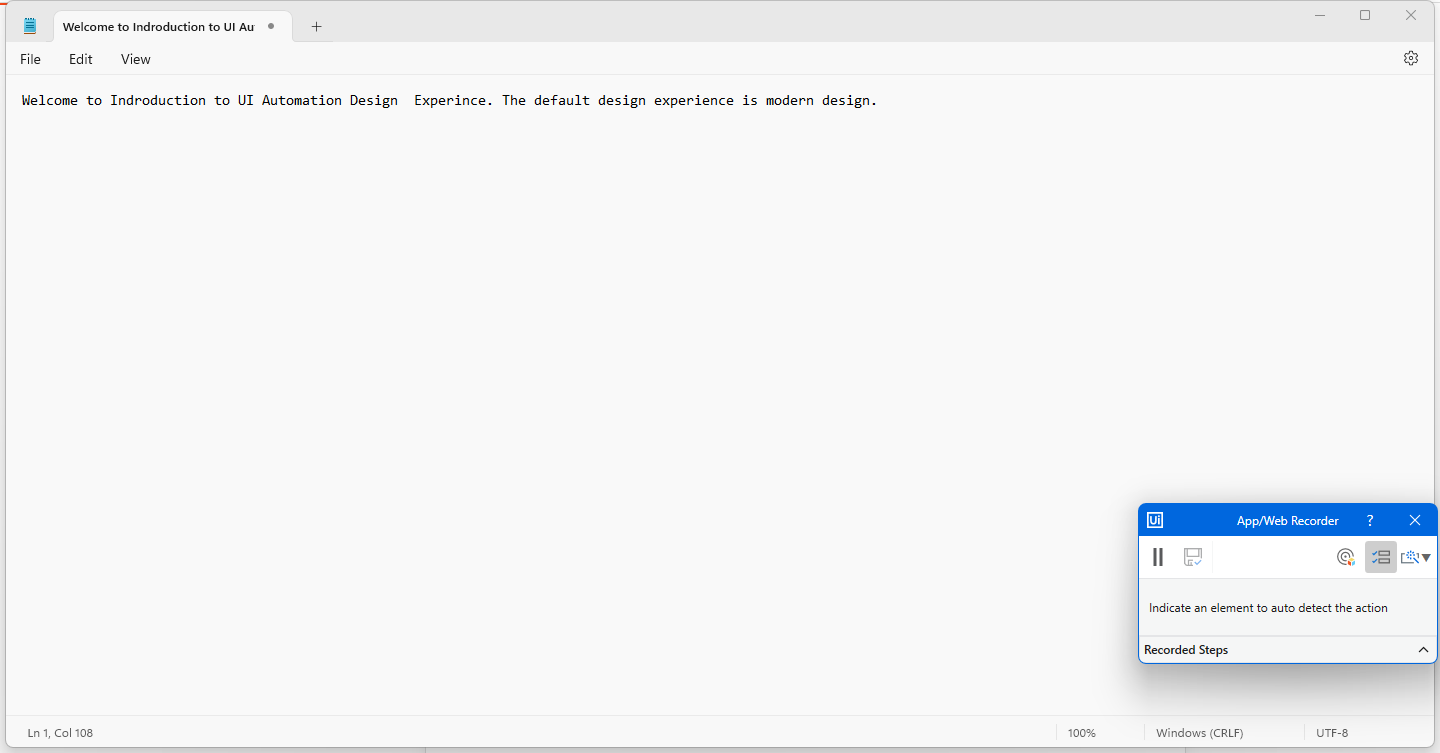 Welcome to Indroduction to UI Au
File Edit View
Welcome to Indroduction to UI Automation Design  Experince. The default design experience is modern design.
Ui App/Web Recorder ?
Indicate an element to auto detect the action
Recorded Steps
Ln 1, Col 108 100% Windows (CRLF) UTF-8